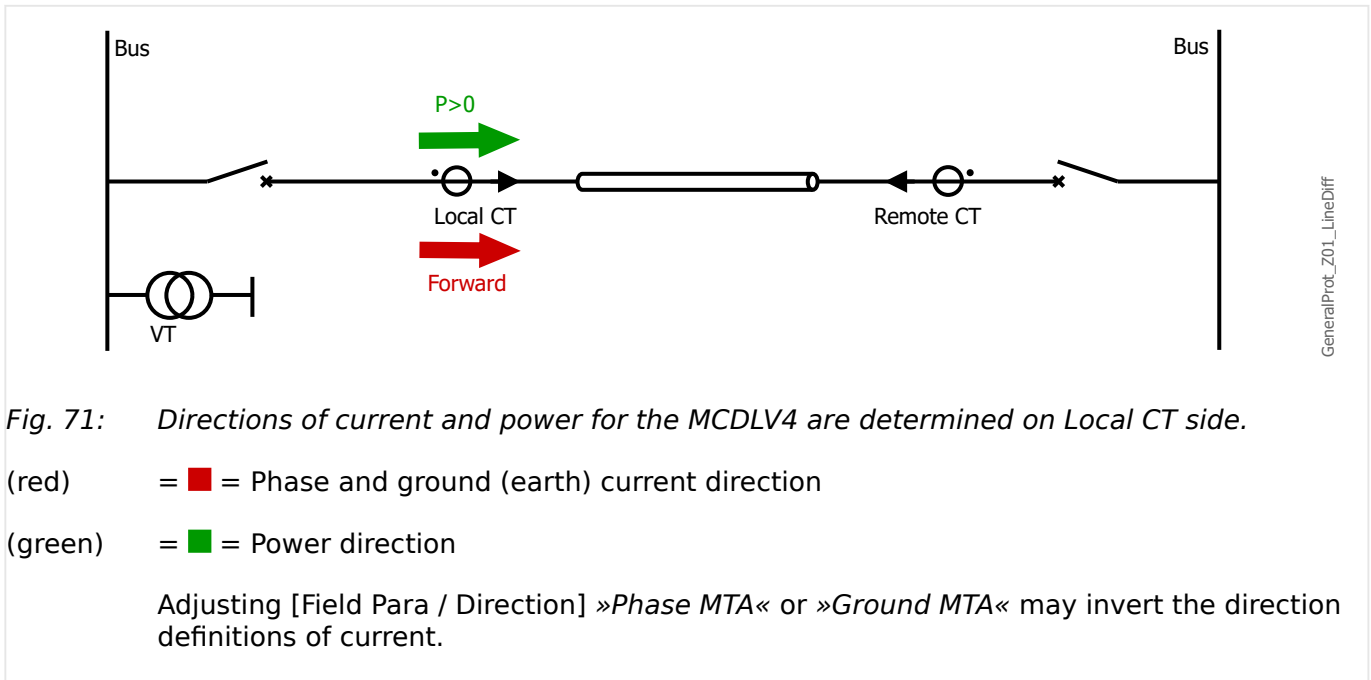 Bus
Bus
P>0
Local CT
Remote CT
Forward
VT
GeneralProt_Z01_LineDiff
Fig. 71: Directions of current and power for the MCDLV4 are determined on Local CT side.
(red) = ■ = Phase and ground (earth) current direction
(green) = ■ = Power direction
Adjusting [Field Para / Direction] »Phase MTA« or »Ground MTA« may invert the direction
definitions of current.